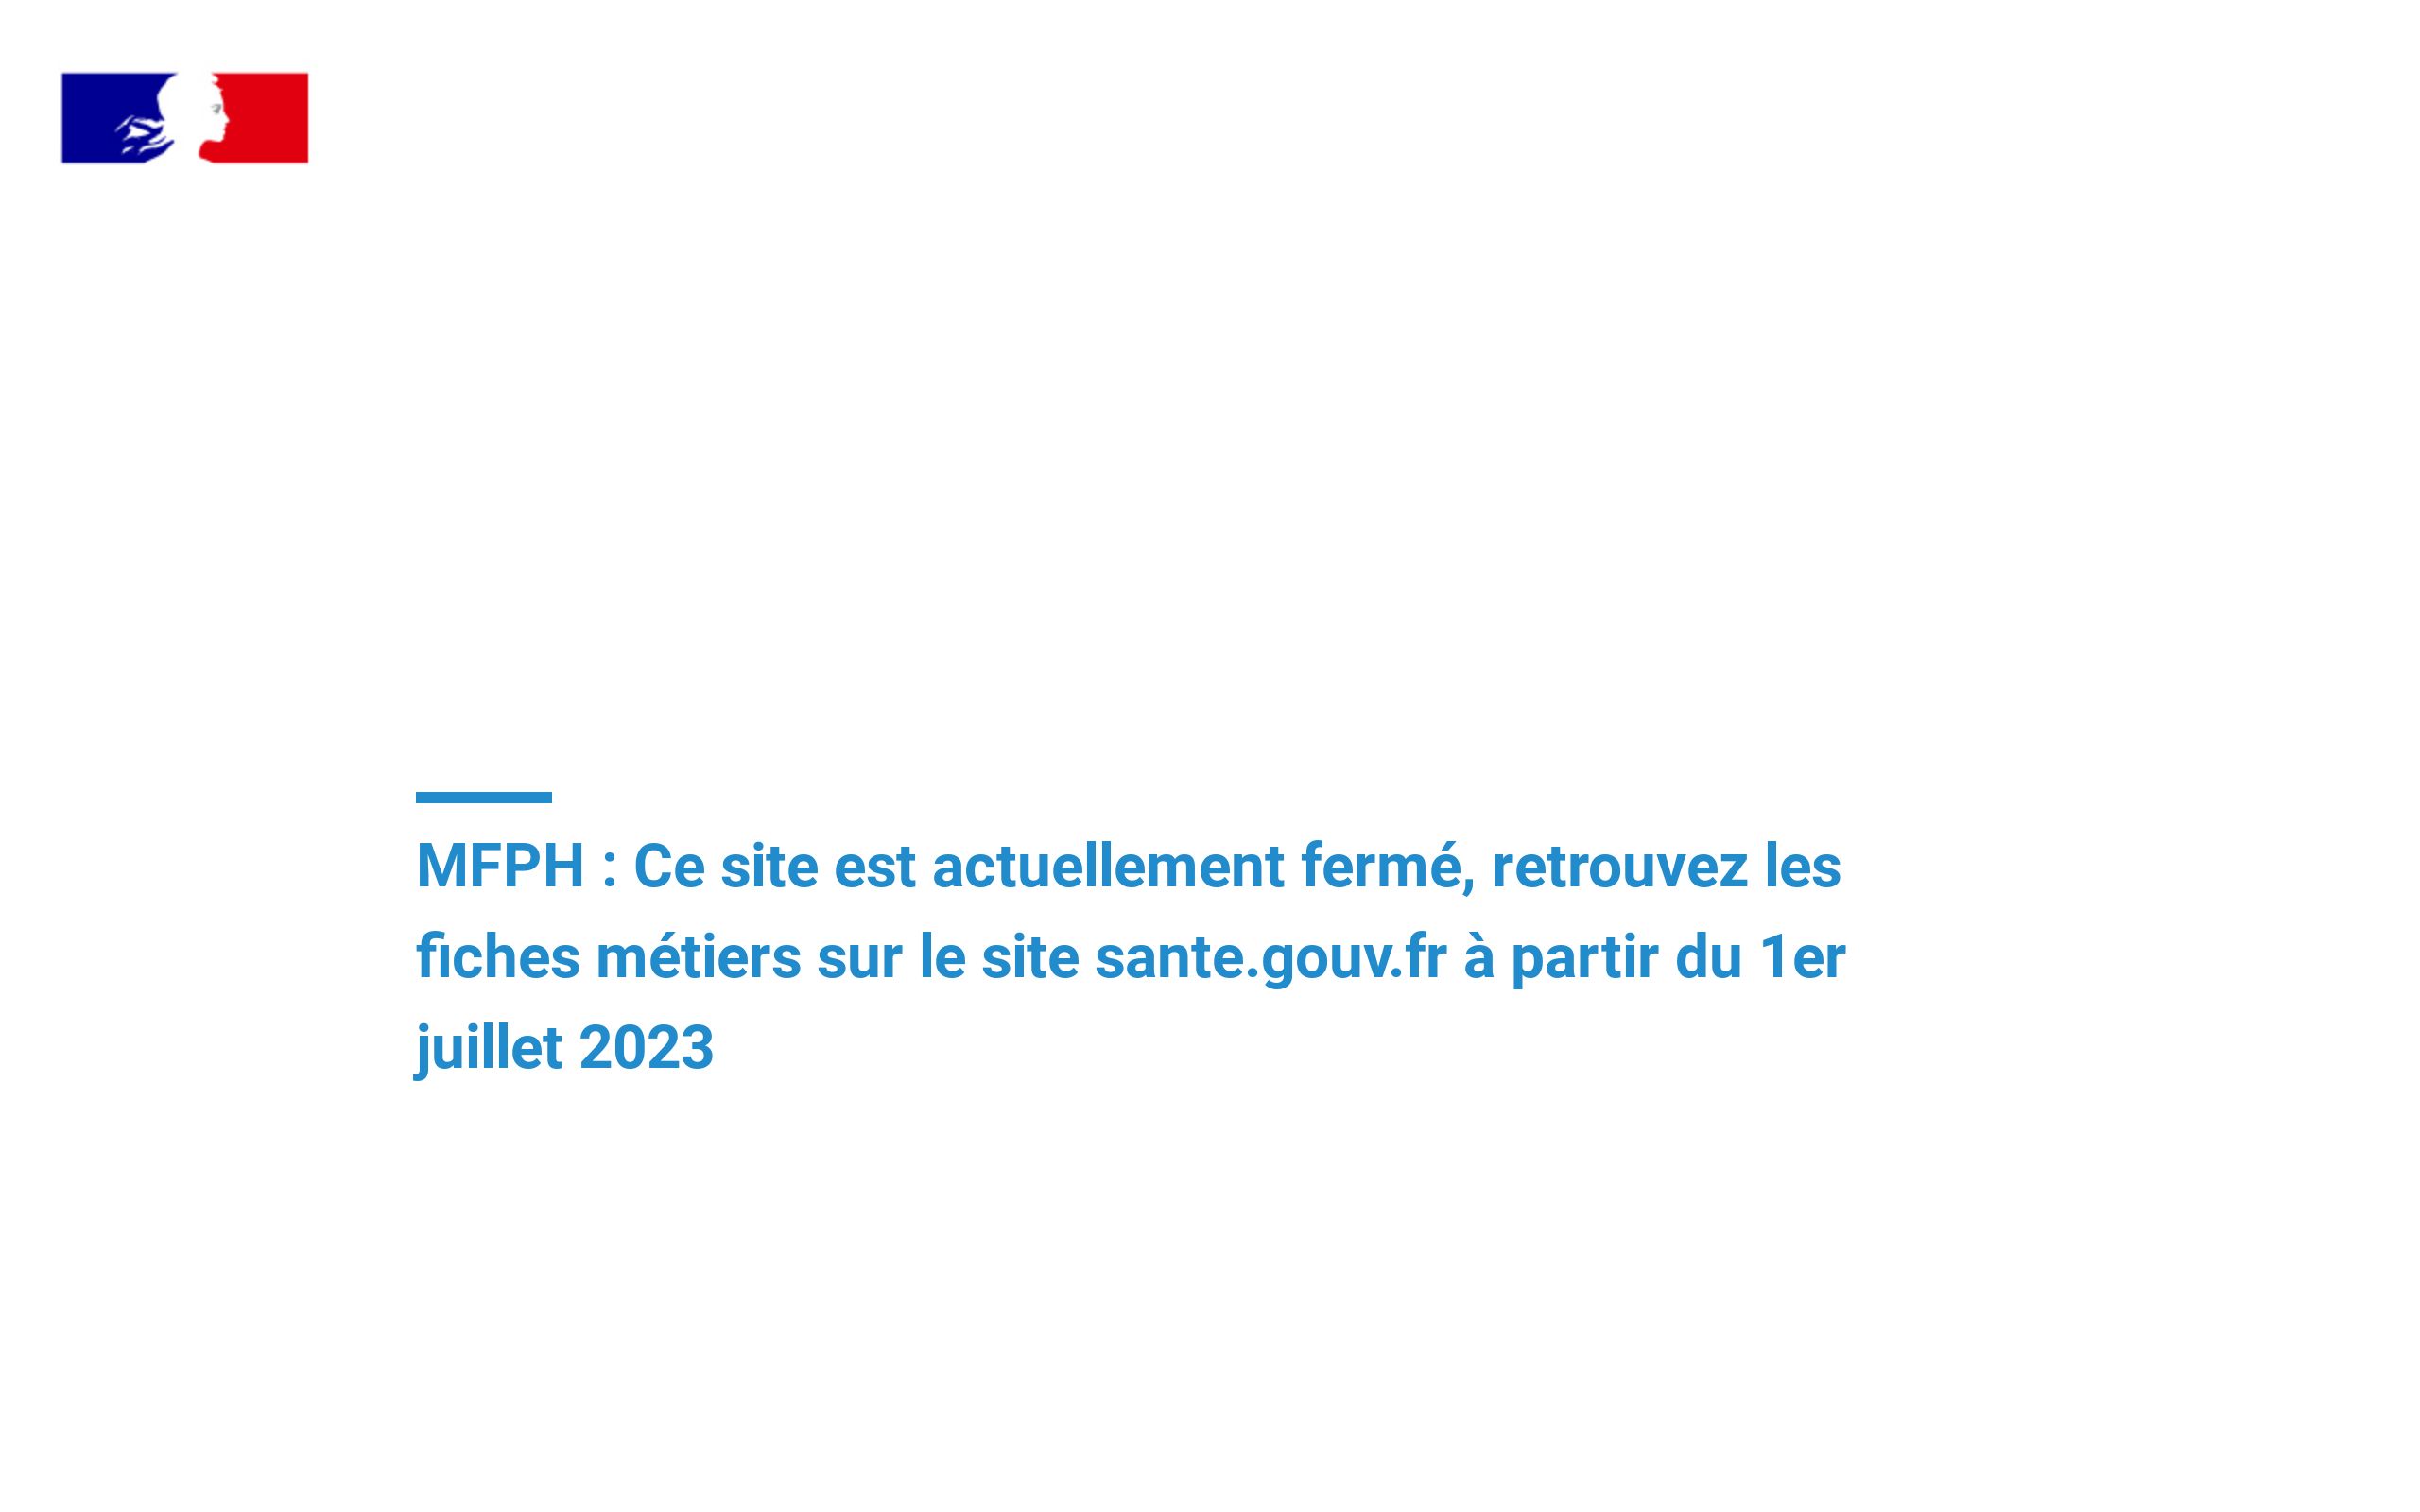 MFPH : Ce site est actuellement fermé, retrouvez les
fiches métiers sur le site sante.gouv.fr à partir du 1er
juillet 2023